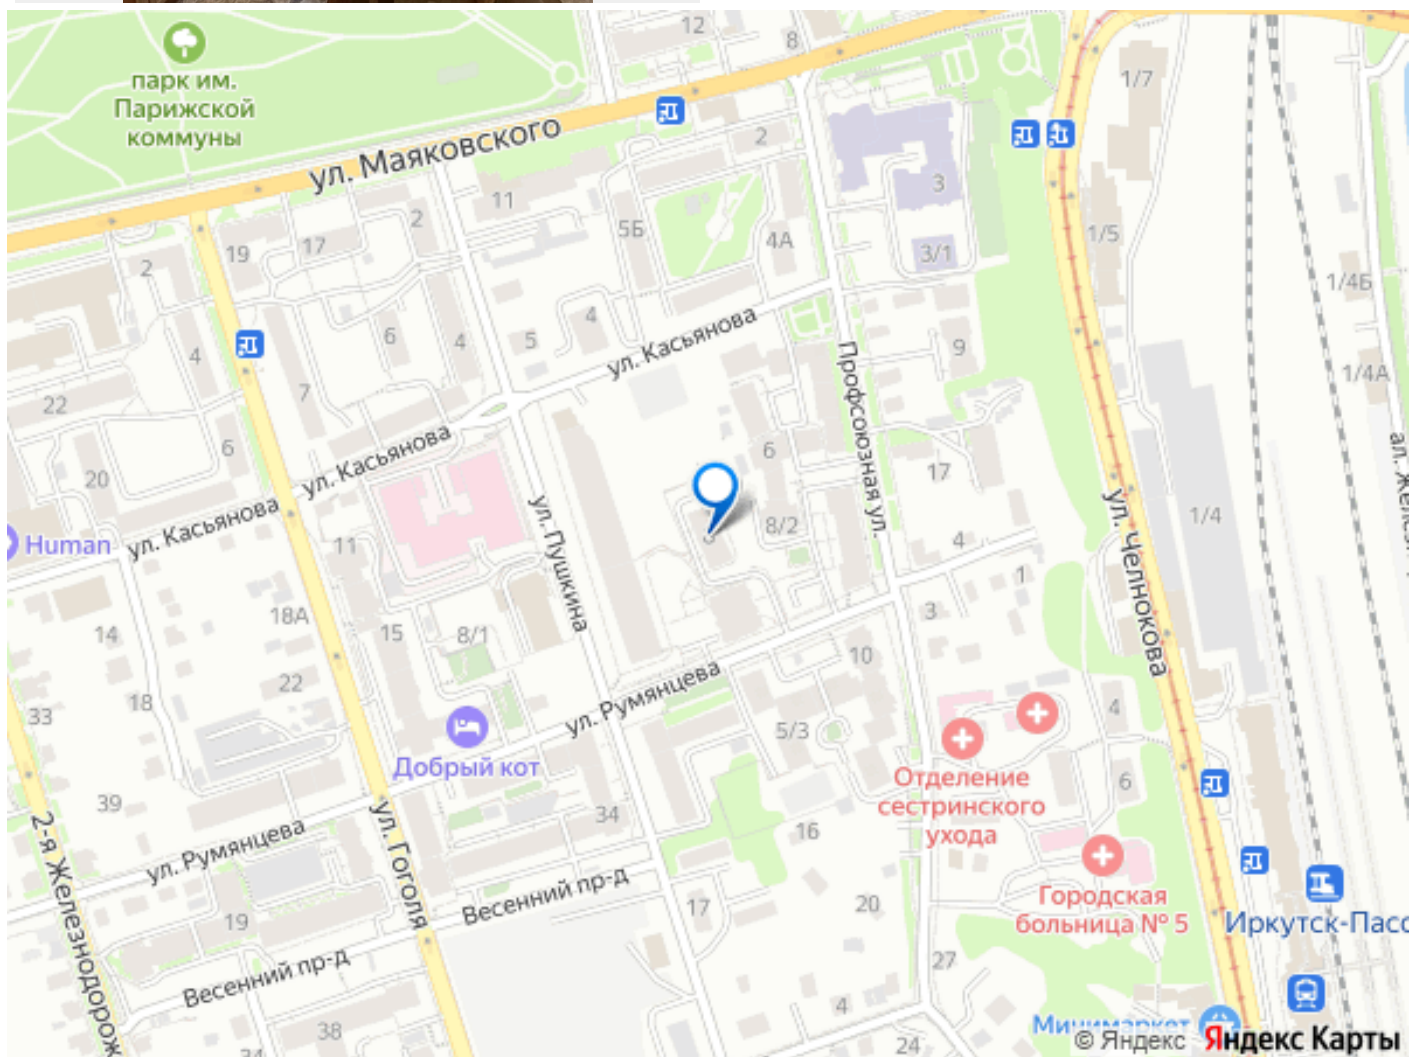 парк им.
Парижской
коммуны
12
8
1/7
ул. Маяковского
2
3
11
2
5Б
4А
19
17
3/1
1/5
2
1/4Б
4
5
6
4
ул. Касьянова
9
4
7
Профсоюзная ул.
1/4А
22
6
ул. Касьянова
6
17
20
ул. Касьянова
ул. Пушкина
8/2
1/4
Human
11
4
ул. Челнокова
1
18А
3
14
15
8/1
10
22
18
ул. Румянцева
33
4
5/3
Добрый кот
Отделение
сестринского
ухода
6
39
34
16
2-я Железнодорож
ул. Румянцева
ул. Гоголя
Весенний пр-д
Городская
больница № 5
17
20
19
Иркутск-Пасс
27
Весенний пр-д
4
38
Минимаркет
24
34
© Яндекс Яндекс Карты